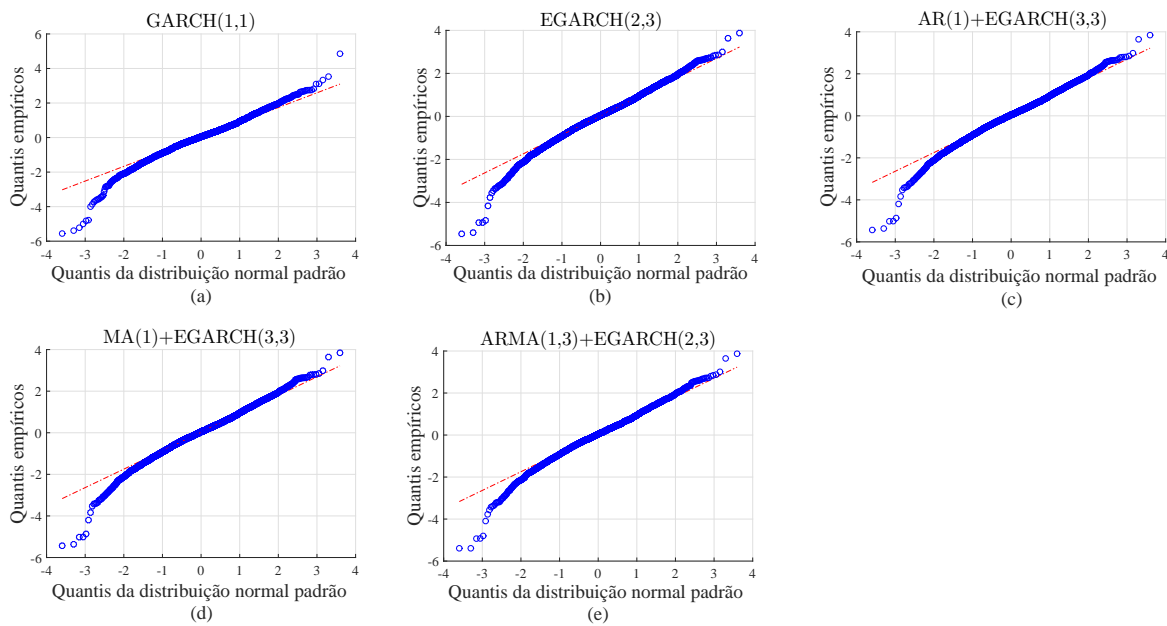 GARCH(1,1)
6
4
2
0
-2
-4
-6
Quantis empíricos
-4 -3 -2 -1 0 1 2 3 4
Quantis da distribuição normal padrão
(a)
EGARCH(2,3)
4
2
0
-2
-4
-6
Quantis empíricos
-4 -3 -2 -1 0 1 2 3 4
Quantis da distribuição normal padrão
(b)
AR(1)+EGARCH(3,3)
4
2
0
-2
-4
-6
Quantis empíricos
-4 -3 -2 -1 0 1 2 3 4
Quantis da distribuição normal padrão
(c)
MA(1)+EGARCH(3,3)
4
2
0
-2
-4
-6
Quantis empíricos
-4 -3 -2 -1 0 1 2 3 4
Quantis da distribuição normal padrão
(d)
ARMA(1,3)+EGARCH(2,3)
4
2
0
-2
-4
-6
Quantis empíricos
-4 -3 -2 -1 0 1 2 3 4
Quantis da distribuição normal padrão
(e)